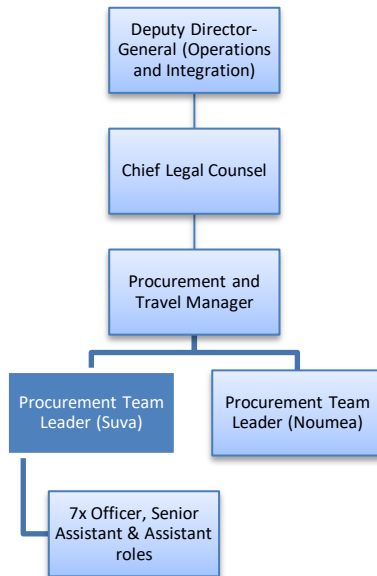 Deputy Director-
General (Operations
and Integration)
Chief Legal Counsel
Procurement and
Travel Manager
Procurement Team
Leader (Suva)
Procurement Team
Leader (Noumea)
7x Officer, Senior
Assistant & Assistant
roles